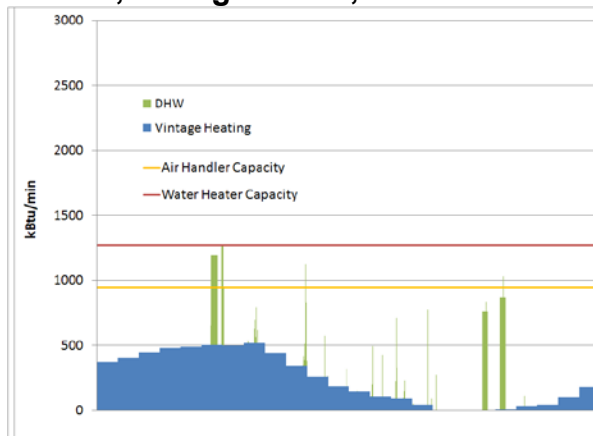 3000
2500
DHW
Vintage Heating
2000
Air Handler Capacity
Water Heater Capacity
1500
kBtu/min
1000
500
0